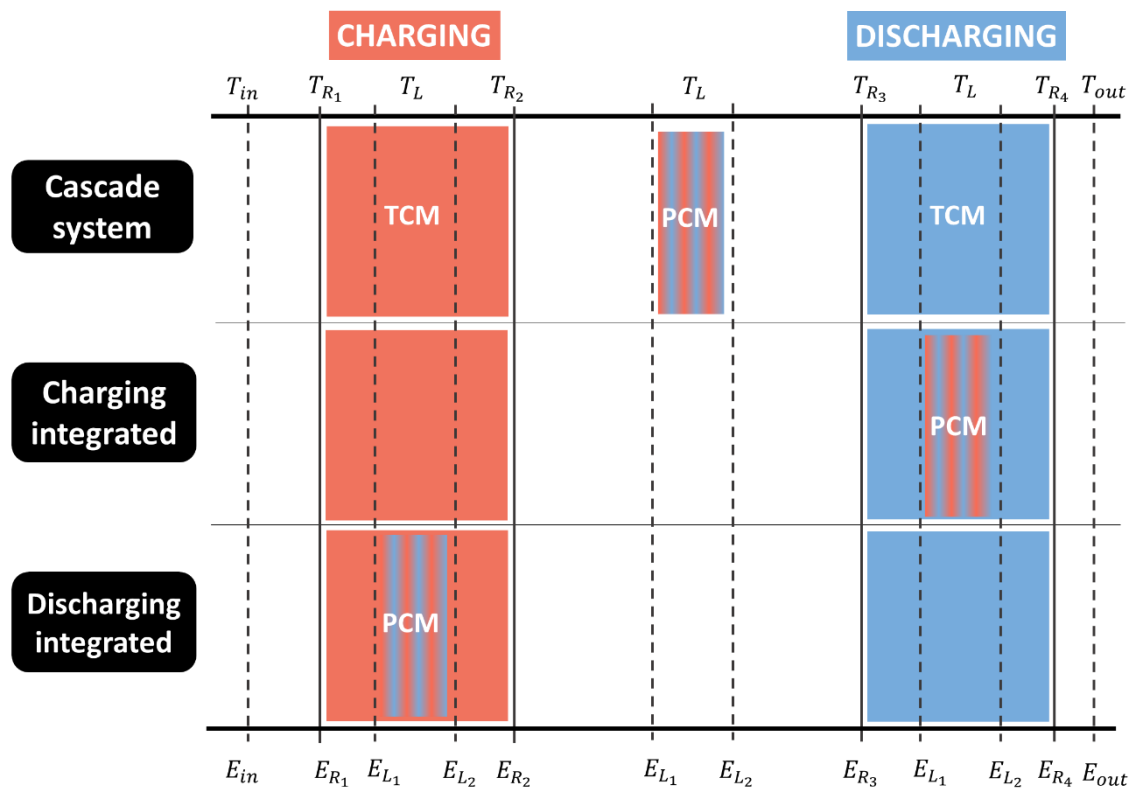 CHARGING
DISCHARGING
T_in T_R1 T_L T_R2 T_L T_R3 T_L T_R4 T_out
Cascade
system
TCM
PCM
TCM
Charging
integrated
PCM
Discharging
integrated
PCM
E_in E_R1 E_L1 E_L2 E_R2 E_L1 E_L2 E_R3 E_L1 E_L2 E_R4 E_out